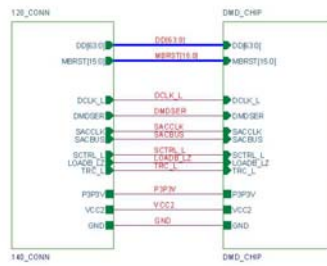 120_CONN DMD_CHIP
DD[63:0] DD[63:0] DD[63:0]
MBRST[15:0] MBRST[15:0] MBRST[15:0]
DCLK_L DCLK_L DCLK_L
DMDSER DMDSER DMDSER
SACCLK SACCLK SACCLK
SACBUS SACBUS SACBUS
SCTRL_L SCTRL_L SCTRL_L
LOADB_LZ LOADB_LZ LOADB_LZ
TRC_L TRC_L TRC_L
P3P3V P3P3V P3P3V
VCC2 VCC2 VCC2
GND GND GND
140_CONN DMD_CHIP